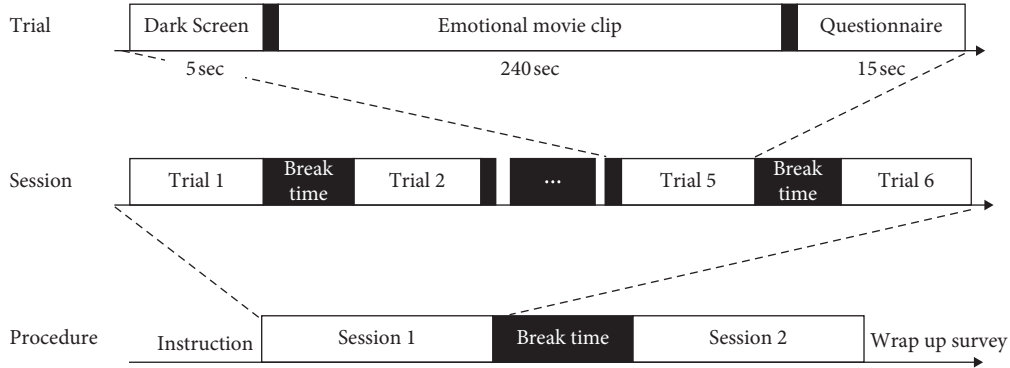 Trial
Dark Screen
Emotional movie clip
Questionnaire
5 sec
240 sec
15 sec
Session
Trial 1
Break
time
Trial 2
...
Trial 5
Break
time
Trial 6
Procedure
Instruction
Session 1
Break time
Session 2
Wrap up survey